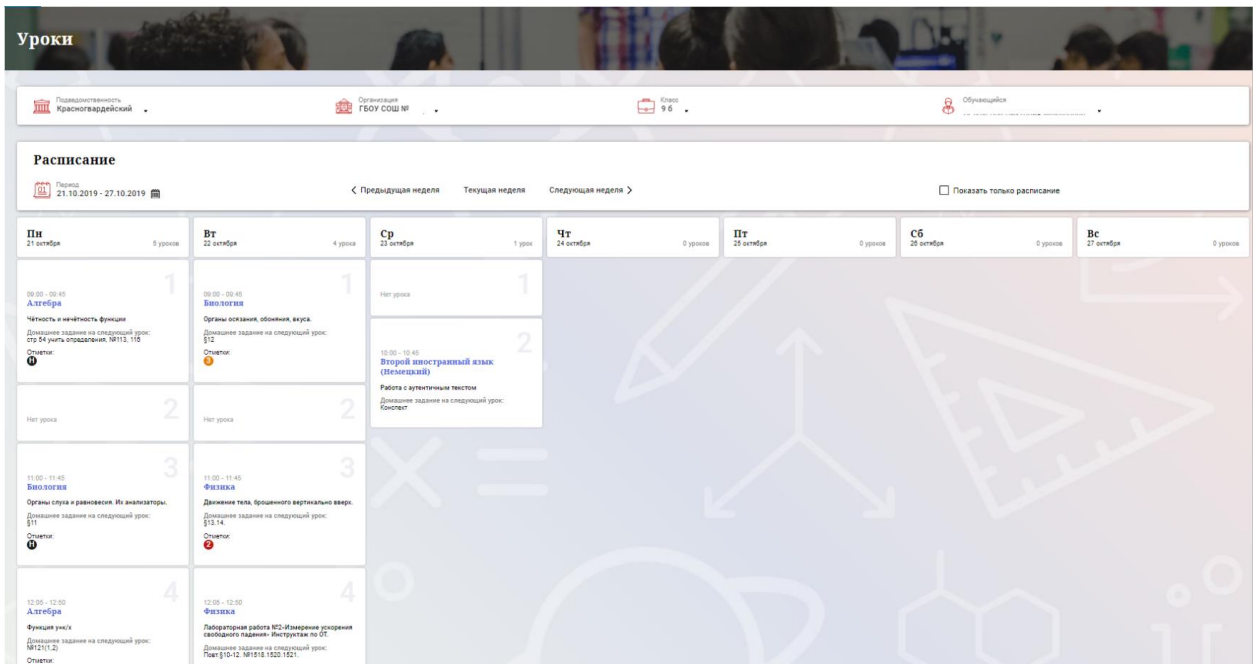 Уроки
Подведомственность
Красногвардейский
Организация
ГБОУ СОШ №
Класс
9 б
Обучающийся
Расписание
Период
21.10.2019 - 27.10.2019
Предыдущая неделя
Текущая неделя
Следующая неделя
Показать только расписание
Пн
21 октября
5 уроков
Вт
22 октября
4 урока
Ср
23 октября
1 урок
Чт
24 октября
0 уроков
Пт
25 октября
0 уроков
Сб
26 октября
0 уроков
Вс
27 октября
0 уроков
1
09:00 - 09:45
Алгебра
Чётность и нечётность функции
Домашнее задание на следующий урок:
стр 54 учить определения, №113, 116
Отметки:
Н
2
Нет урока
3
11:00 - 11:45
Биология
Органы слуха и равновесия. Их анализаторы.
Домашнее задание на следующий урок:
§11
Отметки:
Н
4
12:05 - 12:50
Алгебра
Функция y=к/х
Домашнее задание на следующий урок:
№121(1,2)
Отметки:
1
09:00 - 09:45
Биология
Органы осязания, обоняния, вкуса.
Домашнее задание на следующий урок:
§12
Отметки:
3
2
Нет урока
3
11:00 - 11:45
Физика
Движение тела, брошенного вертикально вверх.
Домашнее задание на следующий урок:
§13.14.
Отметки:
2
4
12:05 - 12:50
Физика
Лабораторная работа №2«Измерение ускорения
свободного падения» Инструктаж по ОТ.
Домашнее задание на следующий урок:
Повт.§10-12. №1518.1520.1521.
1
Нет урока
2
10:00 - 10:45
Второй иностранный язык
(Немецкий)
Работа с аутентичным текстом
Домашнее задание на следующий урок:
Конспект